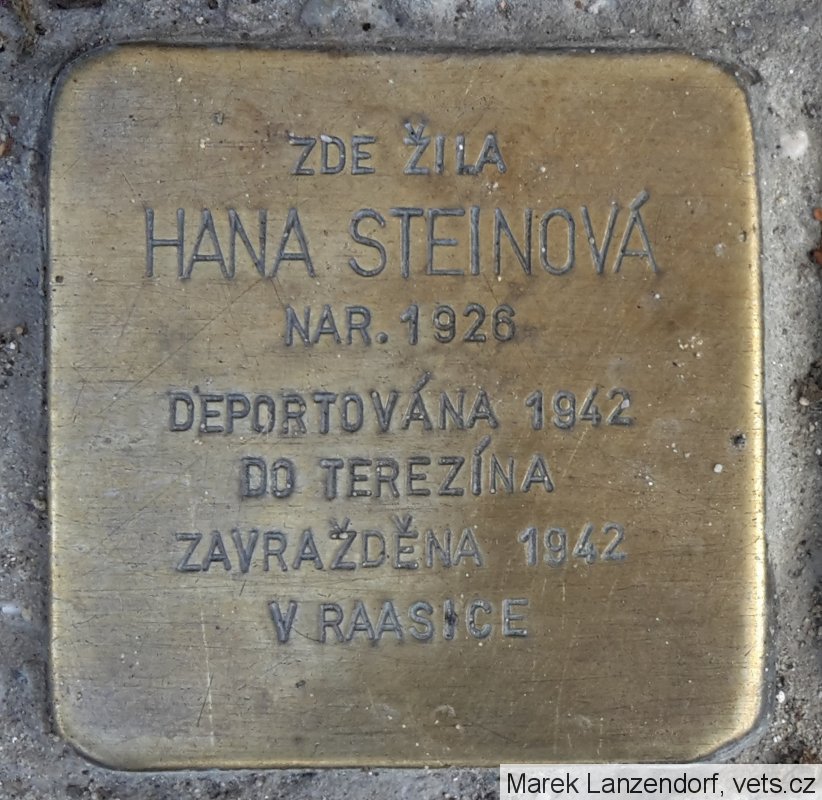 ZDE ŽILA
HANA STEINOVÁ
NAR. 1926
DEPORTOVÁNA 1942
DO TEREZÍNA
ZAVRAŽDĚNA 1942
V RAASICE
Marek Lanzendorf, vets.cz